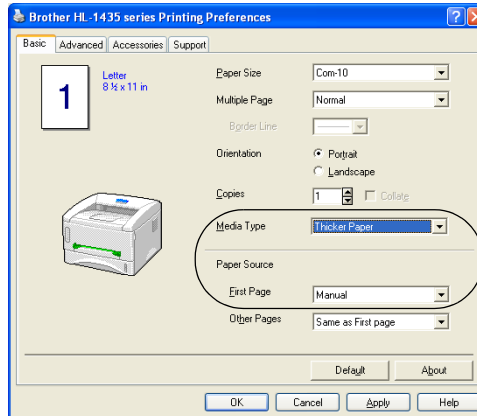 Brother HL-1435 series Printing Preferences
Basic Advanced Accessories Support
1
Letter
8 ½ x 11 in
Paper Size Com-10
Multiple Page Normal
Border Line
Orientation Portrait
Landscape
Copies 1 Collate
Media Type Thicker Paper
Paper Source
First Page Manual
Other Pages Same as First page
Default About
OK Cancel Apply Help